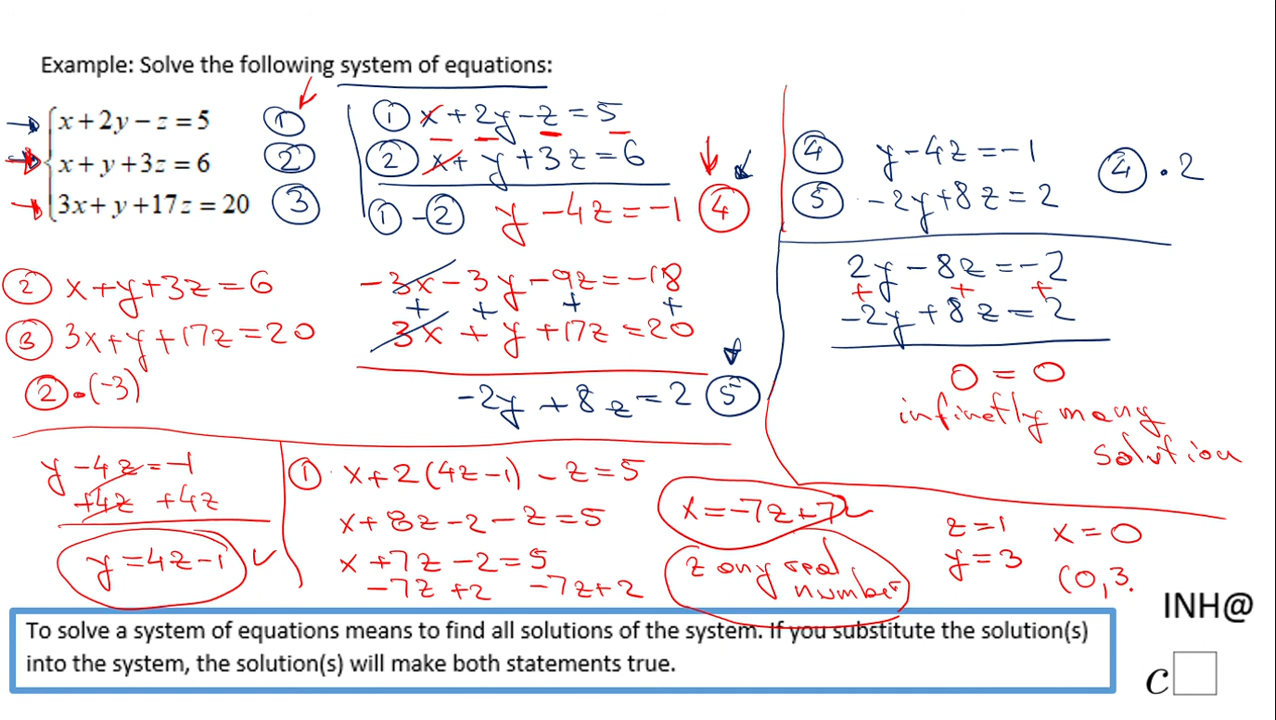 Example: Solve the following system of equations:
x + 2y − z = 5 ①
x + y + 3z = 6 ②
3x + y + 17z = 20 ③
① x + 2y − z = 5
② x + y + 3z = 6
① − ② y − 4z = −1 ④
④ y − 4z = −1
⑤ −2y + 8z = 2
④ · 2
② x + y + 3z = 6
③ 3x + y + 17z = 20
② · (−3)
−3x − 3y − 9z = −18
+ + + +
3x + y + 17z = 20
−2y + 8z = 2 ⑤
2y − 8z = −2
+ + +
−2y + 8z = 2
0 = 0
infinetly many
solution
y − 4z = −1
+4z +4z
y = 4z − 1
① x + 2(4z − 1) − z = 5
x + 8z − 2 − z = 5
x + 7z − 2 = 5
−7z + 2 −7z + 2
x = −7z + 7
z any real
number
z = 1 x = 0
y = 3 (0, 3.
To solve a system of equations means to find all solutions of the system. If you substitute the solution(s)
into the system, the solution(s) will make both statements true.
INH@
c